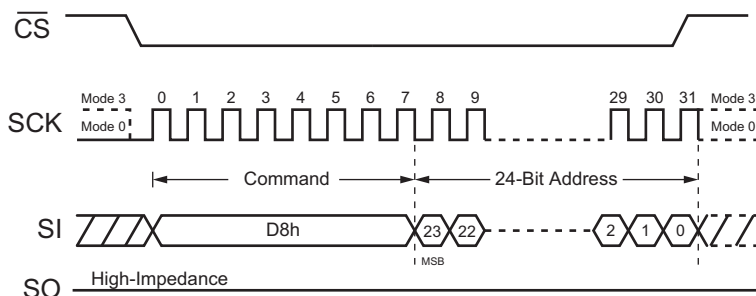 CS
Mode 3 0 1 2 3 4 5 6 7 8 9 29 30 31 Mode 3
SCK
Mode 0 Mode 0
Command 24-Bit Address
SI D8h 23 22 2 1 0
MSB
High-Impedance
SO